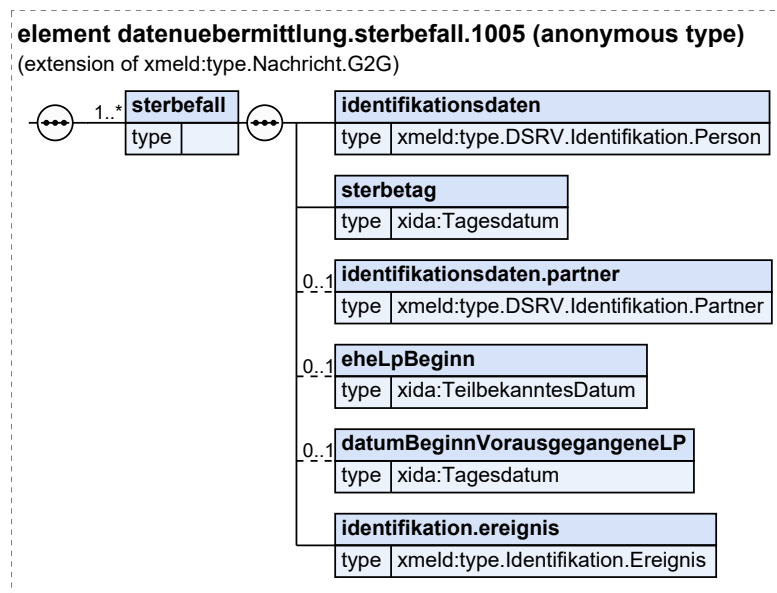 element datenuebermittlung.sterbefall.1005 (anonymous type)
(extension of xmeld:type.Nachricht.G2G)
1..*
sterbefall
type
identifikationsdaten
type xmeld:type.DSRV.Identifikation.Person
sterbetag
type xida:Tagesdatum
0..1
identifikationsdaten.partner
type xmeld:type.DSRV.Identifikation.Partner
0..1
eheLpBeginn
type xida:TeilbekanntesDatum
0..1
datumBeginnVorausgegangeneLP
type xida:Tagesdatum
identifikation.ereignis
type xmeld:type.Identifikation.Ereignis